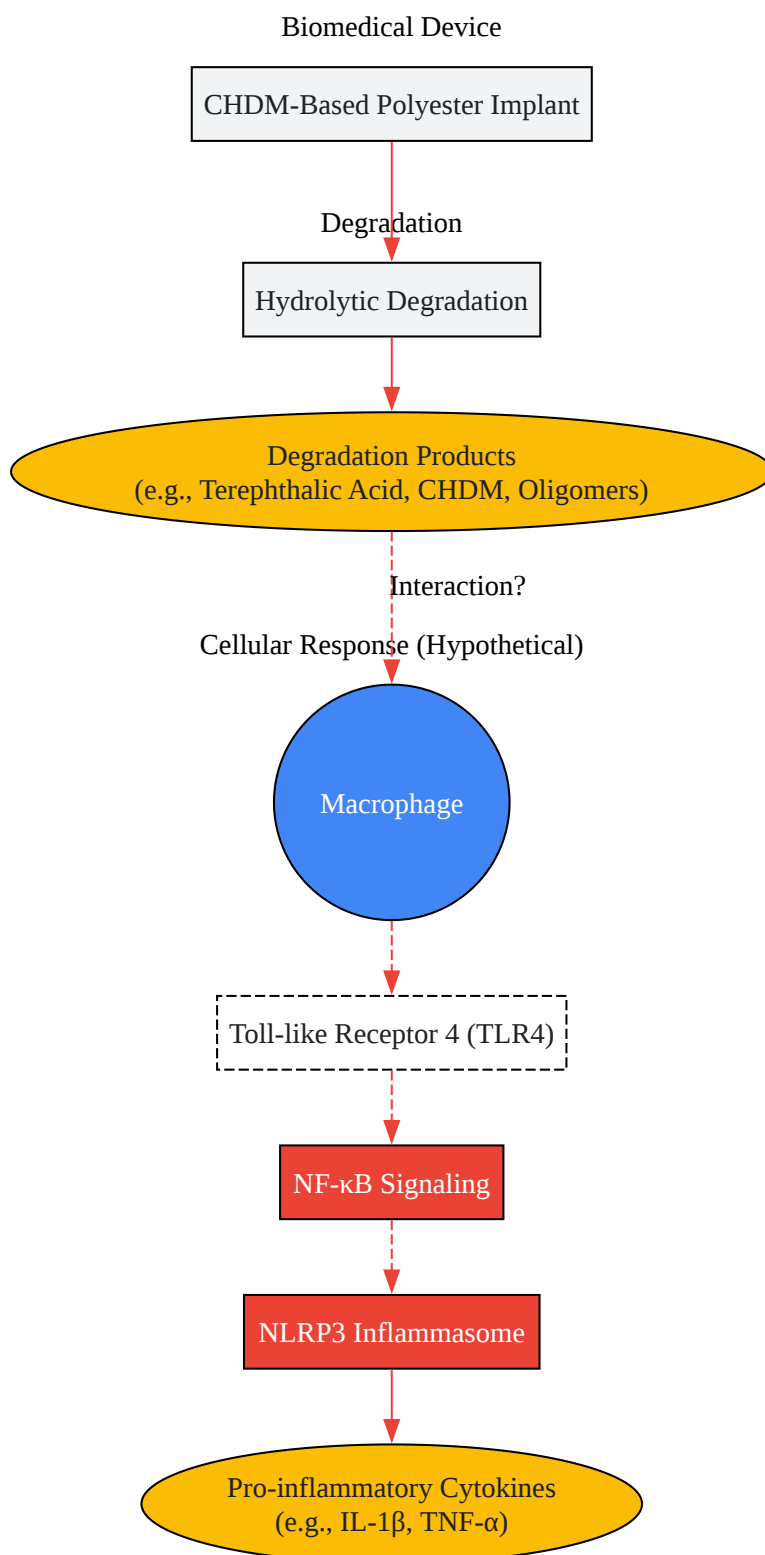 Biomedical Device
CHDM-Based Polyester Implant
Degradation
Hydrolytic Degradation
Degradation Products
(e.g., Terephthalic Acid, CHDM, Oligomers)
Interaction?
Cellular Response (Hypothetical)
Macrophage
Toll-like Receptor 4 (TLR4)
NF-κB Signaling
NLRP3 Inflammasome
Pro-inflammatory Cytokines
(e.g., IL-1β, TNF-α)